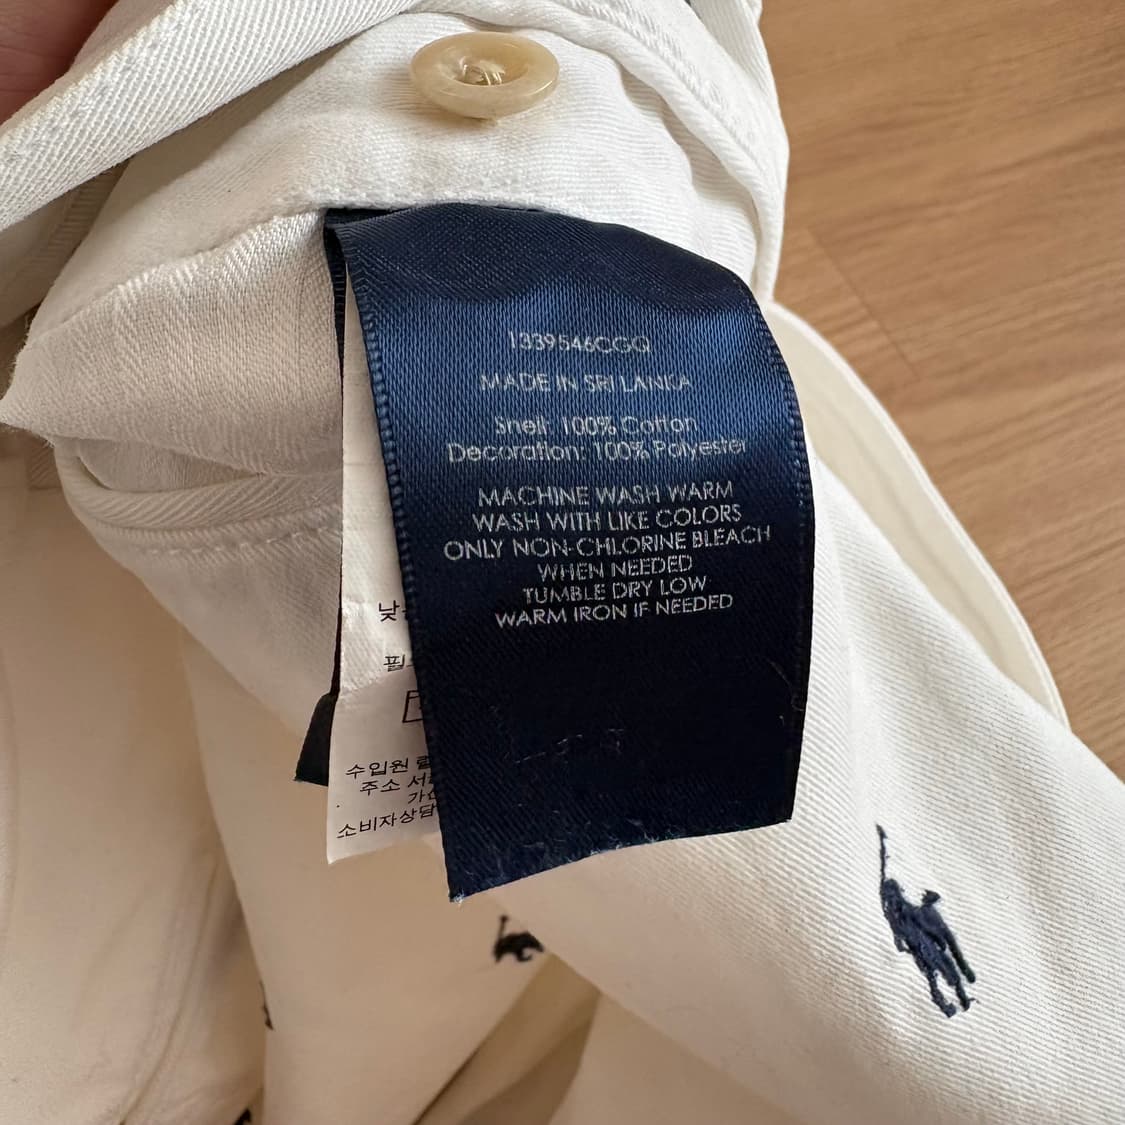 1339546CGQ
MADE IN SRI LANKA
Shell: 100% Cotton
Decoration: 100% Polyester
MACHINE WASH WARM
WASH WITH LIKE COLORS
ONLY NON-CHLORINE BLEACH
WHEN NEEDED
TUMBLE DRY LOW
WARM IRON IF NEEDED
수입원
주소
소비자상담